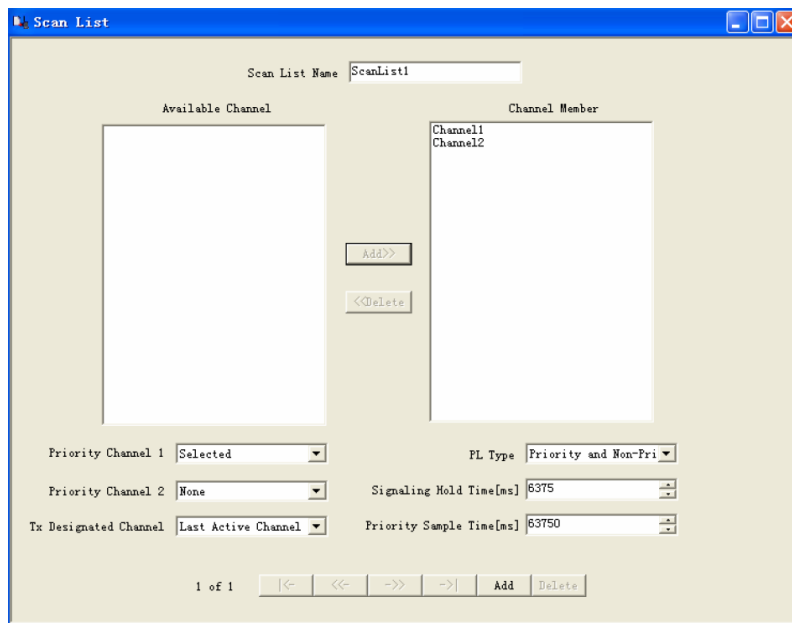 Scan List
Scan List Name ScanList1
Available Channel
Channel Member
Channel1
Channel2
Add>>
<<Delete
Priority Channel 1 Selected
PL Type Priority and Non-Pri
Priority Channel 2 None
Signaling Hold Time[ms] 6375
Tx Designated Channel Last Active Channel
Priority Sample Time[ms] 63750
1 of 1 |<- <<- ->> ->| Add Delete